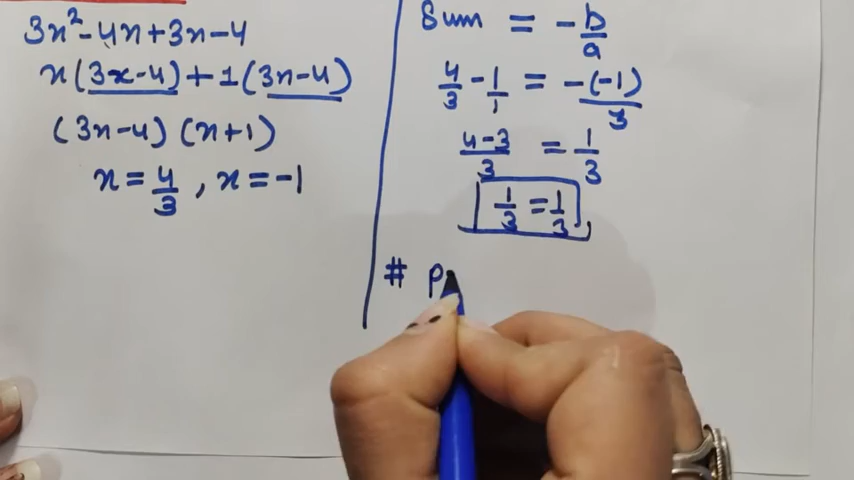 3x²-4x+3x-4
x(3x-4)+1(3x-4)
(3x-4) (x+1)
x = 4/3 , x = -1
Sum = -b/a
4/3 - 1/1 = -(-1)/3
4-3/3 = 1/3
1/3 = 1/3
# p